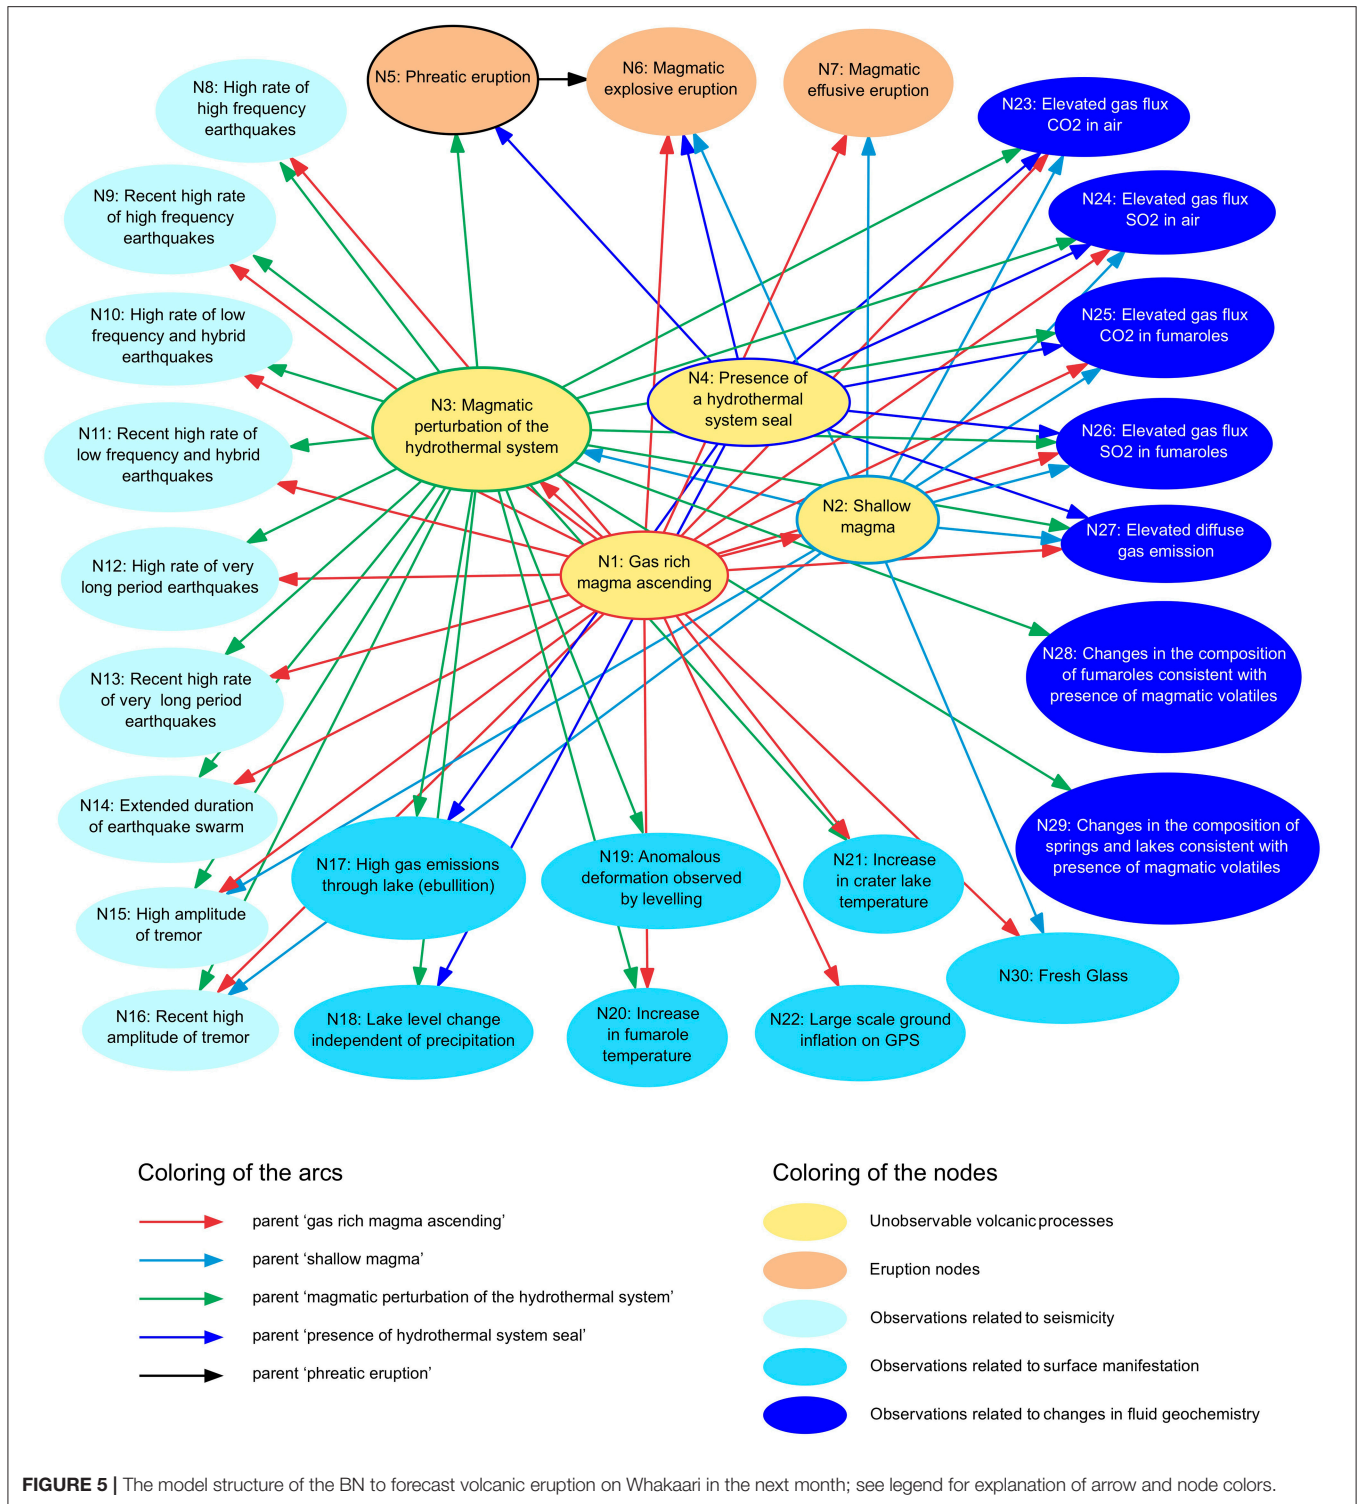 N5: Phreatic eruption
N6: Magmatic
explosive eruption
N7: Magmatic
effusive eruption
N8: High rate of
high frequency
earthquakes
N23: Elevated gas flux
CO2 in air
N9: Recent high rate
of high frequency
earthquakes
N24: Elevated gas flux
SO2 in air
N10: High rate of low
frequency and hybrid
earthquakes
N25: Elevated gas flux
CO2 in fumaroles
N3: Magmatic
perturbation of the
hydrothermal system
N4: Presence of
a hydrothermal
system seal
N11: Recent high rate of
low frequency and hybrid
earthquakes
N26: Elevated gas flux
SO2 in fumaroles
N2: Shallow
magma
N27: Elevated diffuse
gas emission
N12: High rate of very
long period earthquakes
N1: Gas rich
magma ascending
N28: Changes in the composition
of fumaroles consistent with
presence of magmatic volatiles
N13: Recent high rate
of very long period
earthquakes
N14: Extended duration
of earthquake swarm
N17: High gas emissions
through lake (ebullition)
N19: Anomalous
deformation observed
by levelling
N21: Increase
in crater lake
temperature
N29: Changes in the composition of
springs and lakes consistent with
presence of magmatic volatiles
N15: High amplitude
of tremor
N30: Fresh Glass
N16: Recent high
amplitude of tremor
N18: Lake level change
independent of precipitation
N20: Increase
in fumarole
temperature
N22: Large scale ground
inflation on GPS
Coloring of the arcs
parent ‘gas rich magma ascending’
parent ‘shallow magma’
parent ‘magmatic perturbation of the hydrothermal system’
parent ‘presence of hydrothermal system seal’
parent ‘phreatic eruption’
Coloring of the nodes
Unobservable volcanic processes
Eruption nodes
Observations related to seismicity
Observations related to surface manifestation
Observations related to changes in fluid geochemistry
FIGURE 5 | The model structure of the BN to forecast volcanic eruption on Whakaari in the next month; see legend for explanation of arrow and node colors.